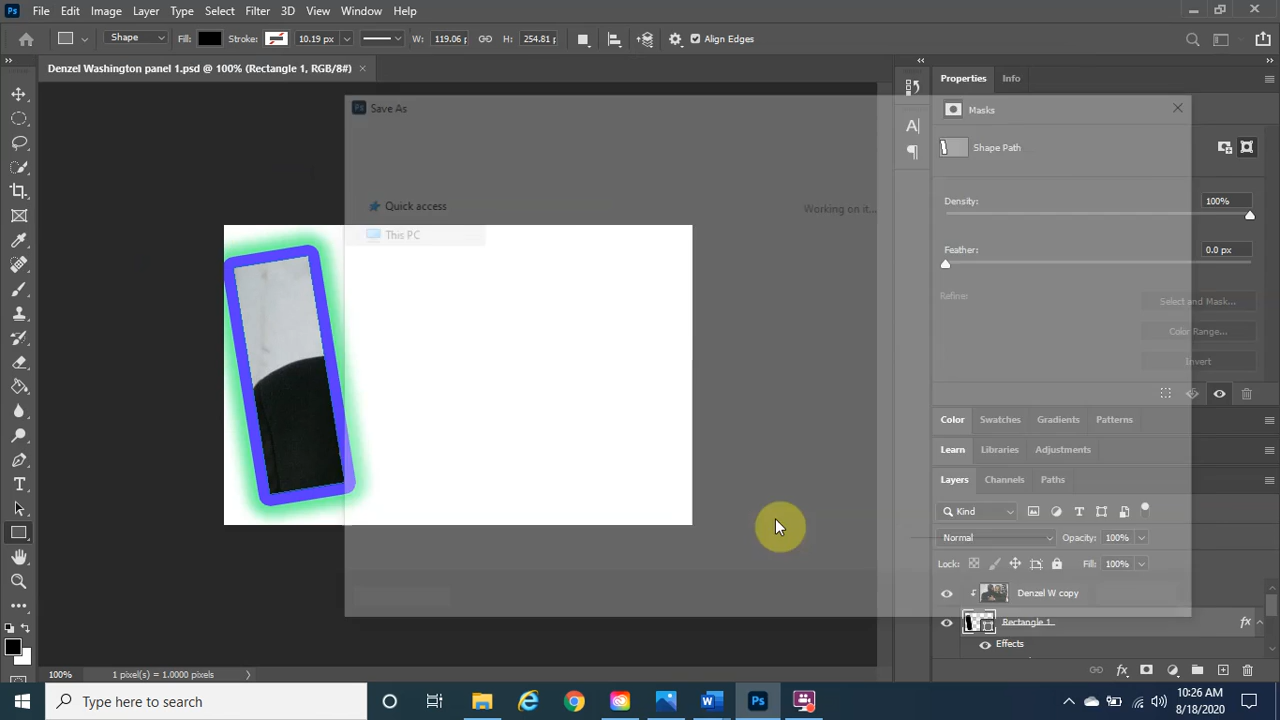 Ps File Edit Image Layer Type Select Filter 3D View Window Help
Shape Fill: Stroke: 10.19 px W: 119.06 p H: 254.81 p Align Edges
Denzel Washington panel 1.psd @ 100% (Rectangle 1, RGB/8#) ×
Properties Info
Ps Save As
Masks
Shape Path
Density: 100%
Quick access
Working on it...
This PC
Feather: 0.0 px
Refine:
Select and Mask...
Color Range...
Invert
Color Swatches Gradients Patterns
Learn Libraries Adjustments
Layers Channels Paths
Kind
Normal Opacity: 100%
Lock: Fill: 100%
Denzel W copy
Rectangle 1
fx
Effects
100% 1 pixel(s) = 1.0000 pixels
fx
Type here to search
W
Ps
10:26 AM
8/18/2020